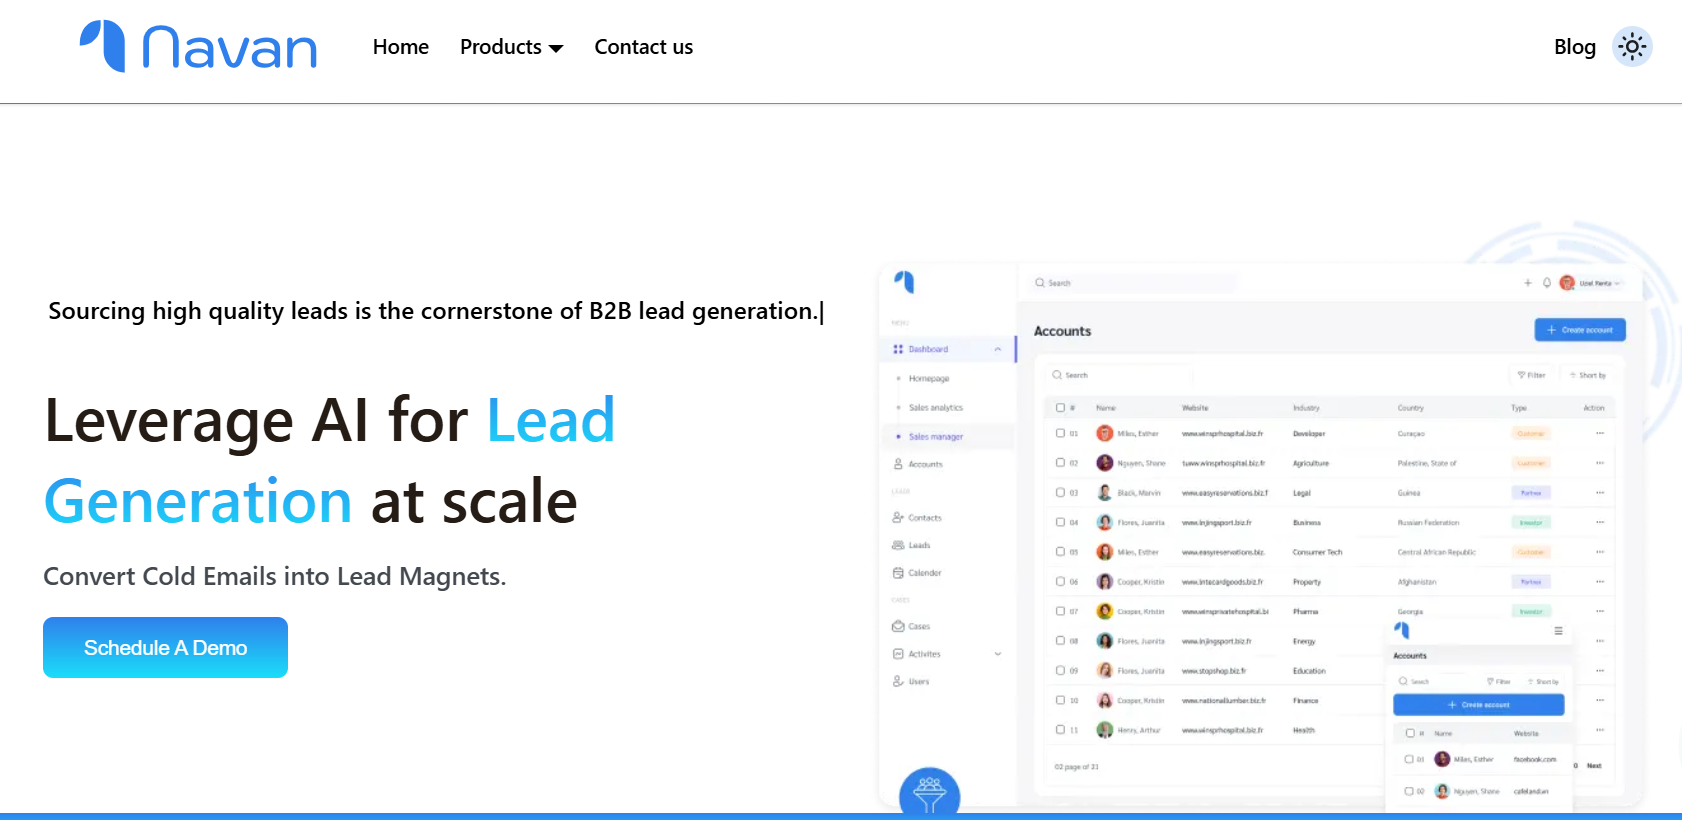 Navan
Home
Products
Contact us
Blog
Sourcing high quality leads is the cornerstone of B2B lead generation.
Leverage AI for Lead
Generation at scale
Convert Cold Emails into Lead Magnets.
Schedule A Demo
MENU
Dashboard
Homepage
Sales analytics
Sales manager
Accounts
LEADS
Contacts
Leads
Calender
CASES
Cases
Activites
Users
Search
Accounts
+ Create account
Search
Filter
Short by
# Name Website Industry Country Type Action
01 Miles, Esther www.winsprhospital.biz.fr Developer Curaçao Customer
02 Nguyen, Shane tuww.winsprhospital.biz.fr Agriculture Palestine, State of Customer
03 Black, Marvin www.easyreservations.biz.f Legal Guinea Partner
04 Flores, Juanita www.injingsport.biz.fr Business Russian Federation Investor
05 Miles, Esther www.easyreservations.biz. Consumer Tech Central African Republic Customer
06 Cooper, Kristin www.intecardgoods.biz.fr Property Afghanistan Partner
07 Cooper, Kristin www.winsprivatehospital.bi Pharma Georgia Investor
08 Flores, Juanita www.injingsport.biz.fr Energy
09 Flores, Juanita www.stopshop.biz.fr Education
10 Cooper, Kristin www.nationallumber.biz.fr Finance
11 Henry, Arthur www.winsprhospital.biz.fr Health
02 page of 21
Next
Accounts
Search
Filter
Short by
+ Create account
# Name Website
01 Miles, Esther facebook.com
02 Nguyen, Shane cafeland.vn